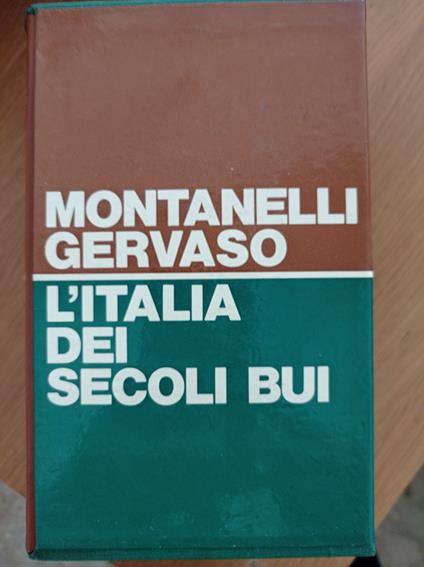 MONTANELLI
GERVASO
L'ITALIA
DEI
SECOLI BUI